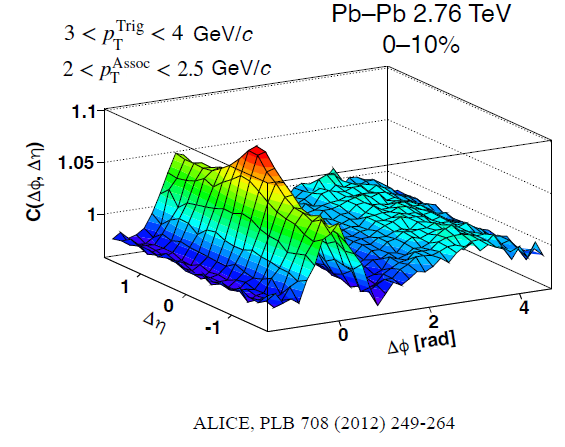 Pb–Pb 2.76 TeV
0–10%
3 < p_T^Trig < 4 GeV/c
2 < p_T^Assoc < 2.5 GeV/c
1.1
1.05
1
C(Δϕ, Δη)
1
0
-1
Δη
0
2
4
Δϕ [rad]
ALICE, PLB 708 (2012) 249-264